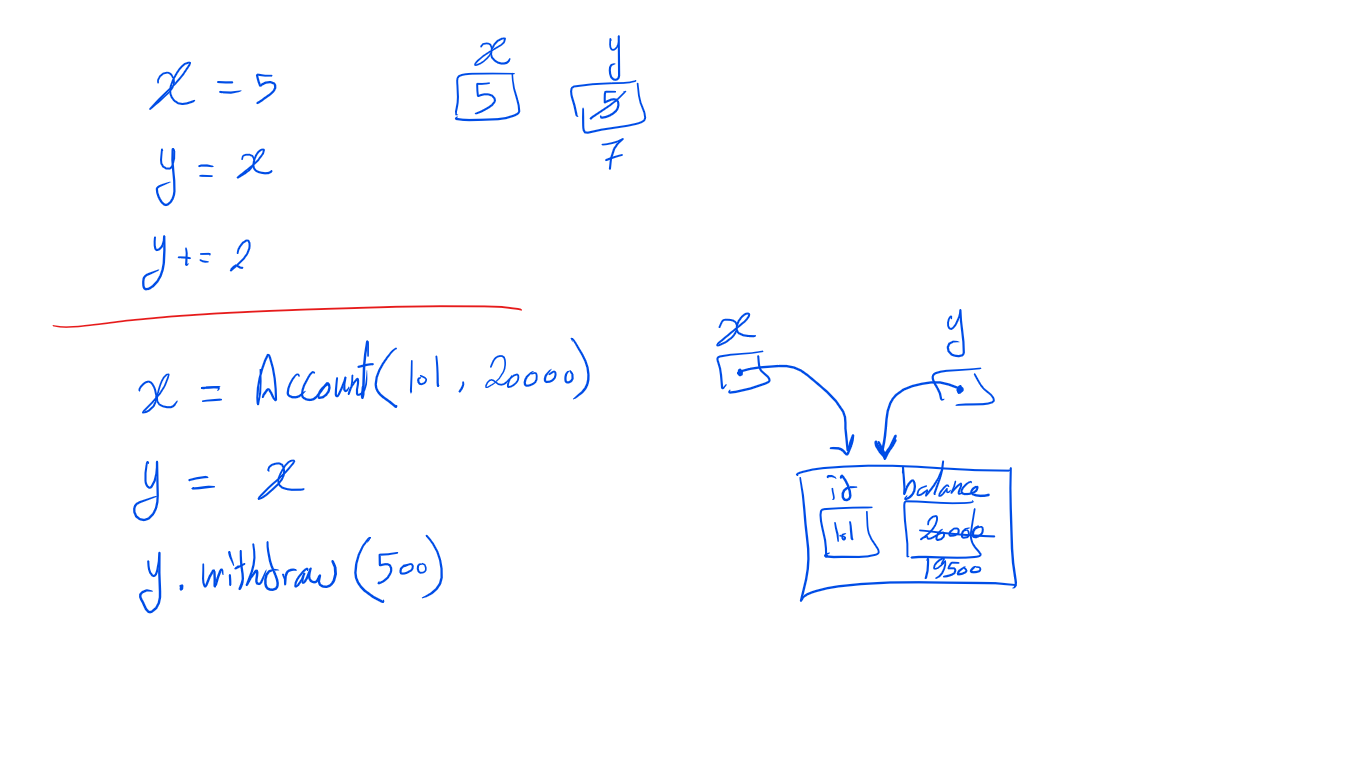 x = 5
y = x
y += 2
x y
5 5
7
x = Account(101, 20000)
y = x
y.withdraw(500)
x y
id balance
101 20000
19500